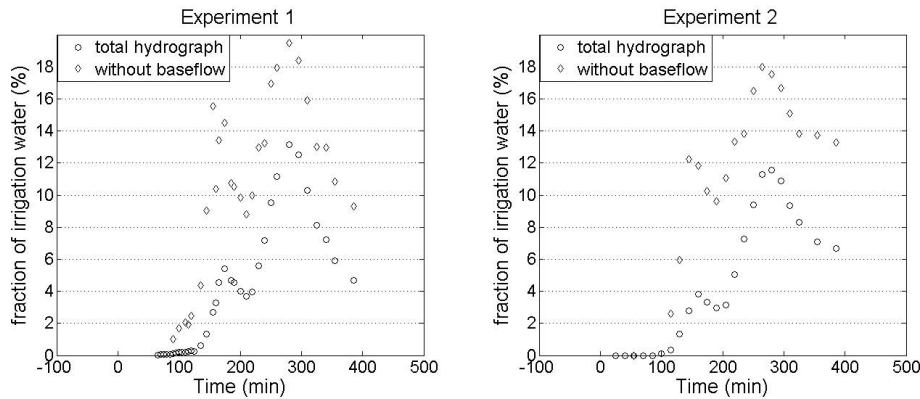 Experiment 1
total hydrograph
without baseflow
fraction of irrigation water (%)
18
16
14
12
10
8
6
4
2
0
-100 0 100 200 300 400 500
Time (min)
Experiment 2
total hydrograph
without baseflow
fraction of irrigation water (%)
18
16
14
12
10
8
6
4
2
0
-100 0 100 200 300 400 500
Time (min)